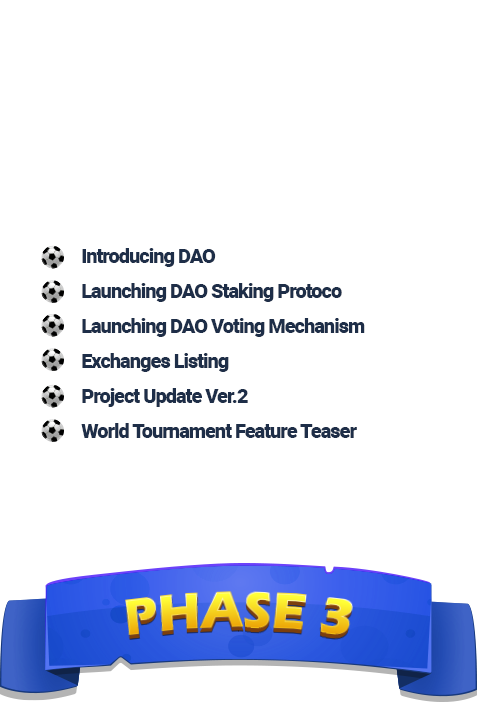 Introducing DAO
Launching DAO Staking Protoco
Launching DAO Voting Mechanism
Exchanges Listing
Project Update Ver.2
World Tournament Feature Teaser
PHASE 3